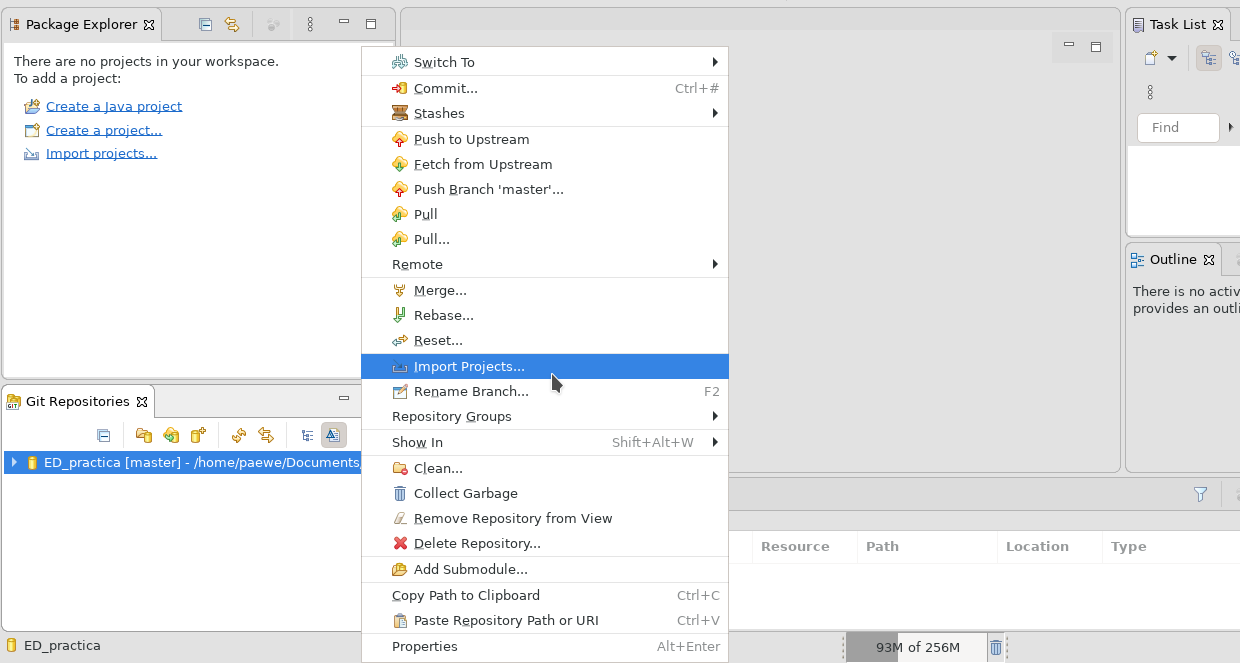 Package Explorer
There are no projects in your workspace.
To add a project:
Create a Java project
Create a project...
Import projects...
Git Repositories
GIT
ED_practica [master] - /home/paewe/Documents/
ED_practica
Switch To
Commit... Ctrl+#
Stashes
Push to Upstream
Fetch from Upstream
Push Branch 'master'...
Pull
Pull...
Remote
Merge...
Rebase...
Reset...
Import Projects...
Rename Branch... F2
Repository Groups
Show In Shift+Alt+W
Clean...
Collect Garbage
Remove Repository from View
Delete Repository...
Add Submodule...
Copy Path to Clipboard Ctrl+C
Paste Repository Path or URI Ctrl+V
Properties Alt+Enter
Task List
Find
Outline
There is no activ
provides an outli
Resource Path Location Type
93M of 256M